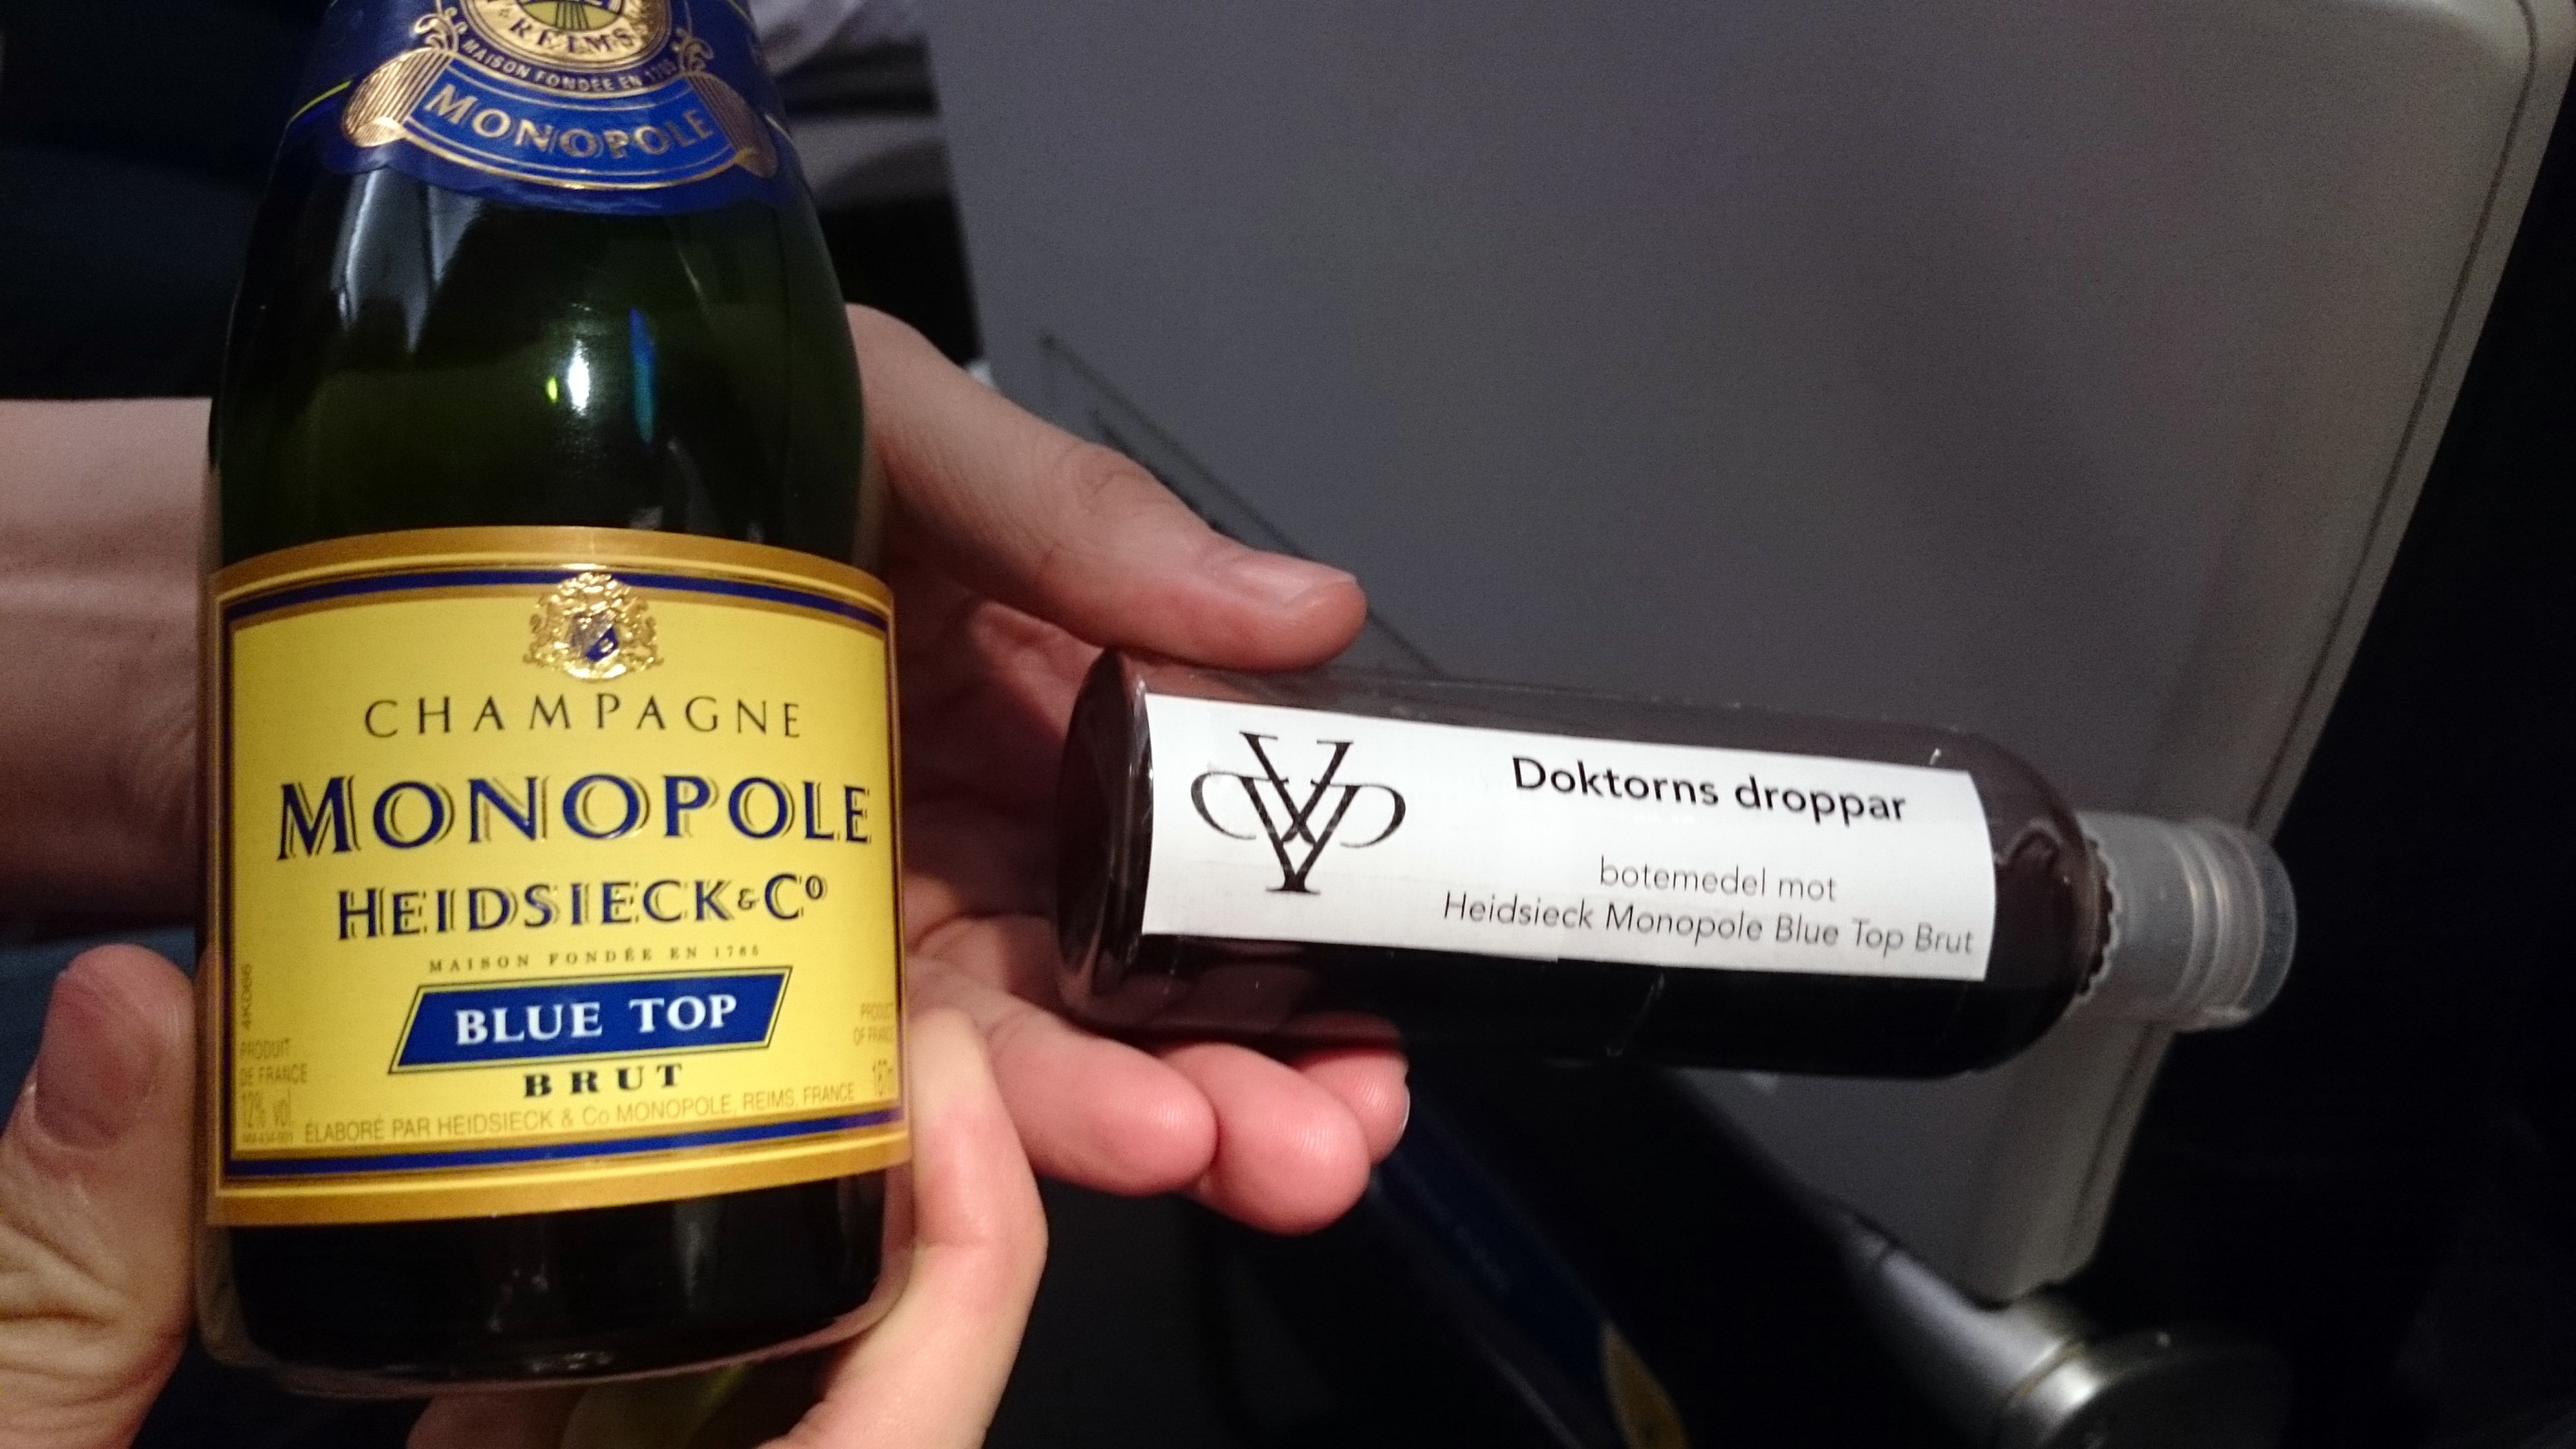 REIMS
MAISON FONDÉE EN 1785
MONOPOLE
CHAMPAGNE
MONOPOLE
HEIDSIECK & Cº
MAISON FONDÉE EN 1785
BLUE TOP
BRUT
4K066
PRODUIT
DE FRANCE
12% vol.
PRODUCT
OF FRANCE
ÉLABORÉ PAR HEIDSIECK & Co MONOPOLE, REIMS, FRANCE
Doktorns droppar
botemedel mot
Heidsieck Monopole Blue Top Brut